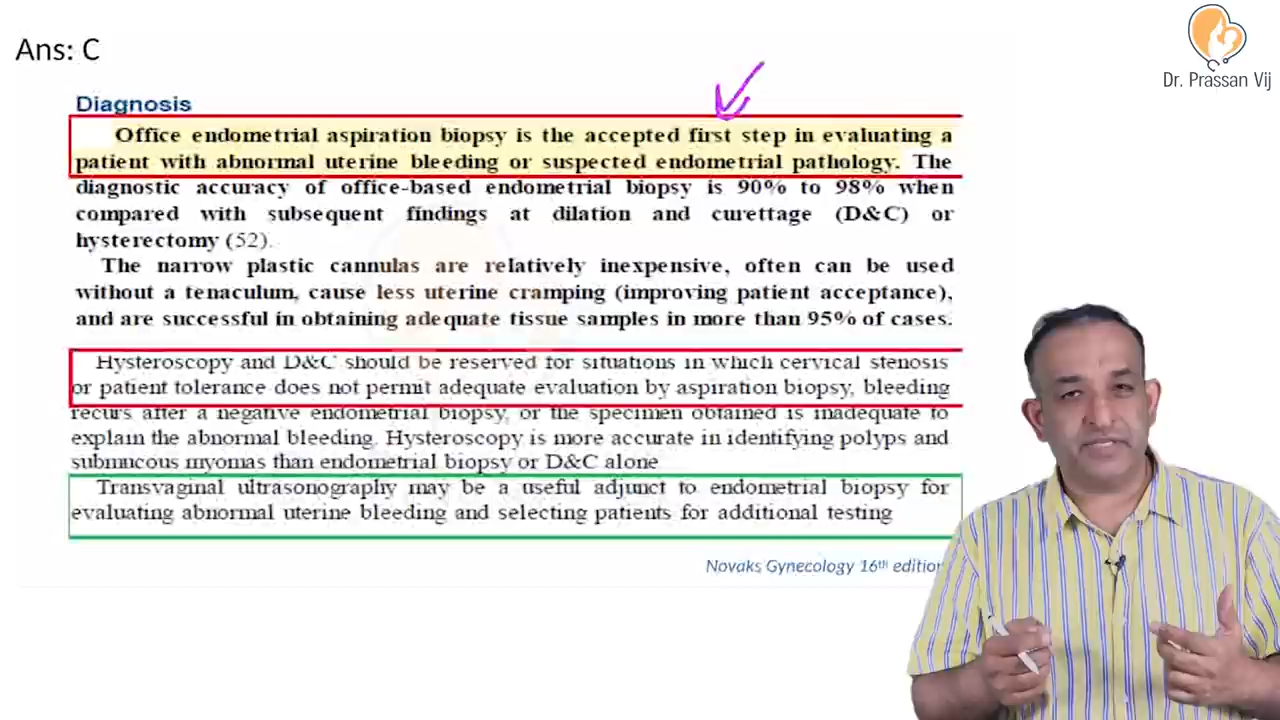 Ans: C
Dr. Prassan Vij
Diagnosis
Office endometrial aspiration biopsy is the accepted first step in evaluating a
patient with abnormal uterine bleeding or suspected endometrial pathology. The
diagnostic accuracy of office-based endometrial biopsy is 90% to 98% when
compared with subsequent findings at dilation and curettage (D&C) or
hysterectomy (52).
The narrow plastic cannulas are relatively inexpensive, often can be used
without a tenaculum, cause less uterine cramping (improving patient acceptance),
and are successful in obtaining adequate tissue samples in more than 95% of cases.
Hysteroscopy and D&C should be reserved for situations in which cervical stenosis
or patient tolerance does not permit adequate evaluation by aspiration biopsy, bleeding
recurs after a negative endometrial biopsy, or the specimen obtained is inadequate to
explain the abnormal bleeding. Hysteroscopy is more accurate in identifying polyps and
submucous myomas than endometrial biopsy or D&C alone
Transvaginal ultrasonography may be a useful adjunct to endometrial biopsy for
evaluating abnormal uterine bleeding and selecting patients for additional testing
Novaks Gynecology 16th edition